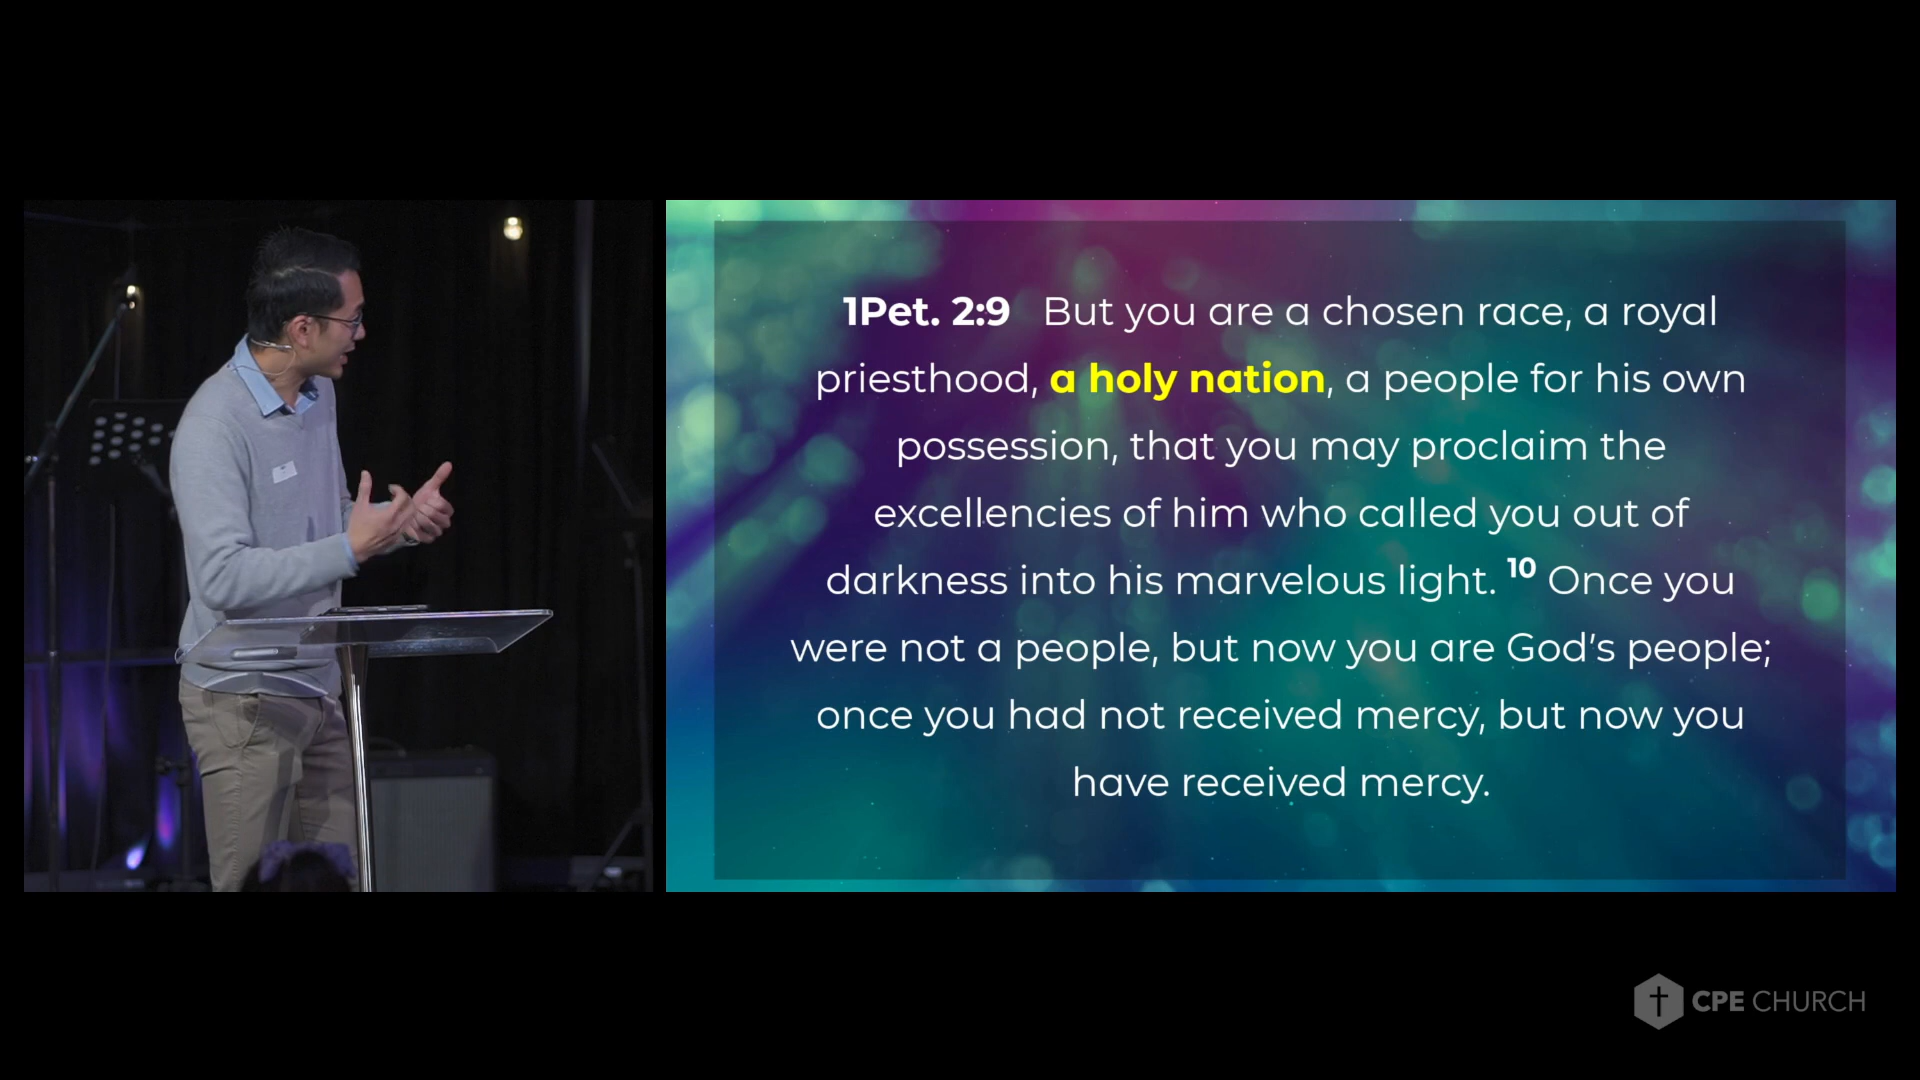 1Pet. 2:9 But you are a chosen race, a royal
priesthood, a holy nation, a people for his own
possession, that you may proclaim the
excellencies of him who called you out of
darkness into his marvelous light. 10 Once you
were not a people, but now you are God’s people;
once you had not received mercy, but now you
have received mercy.
CPE CHURCH